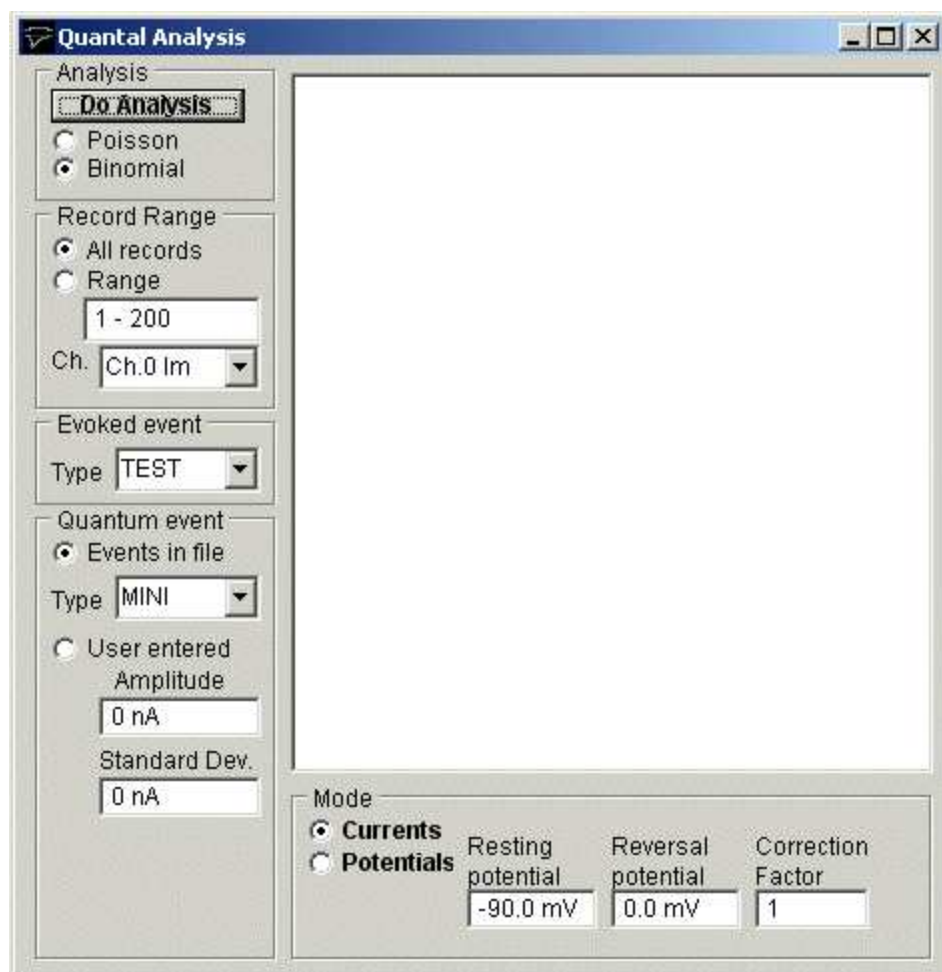 Quantal Analysis
Analysis
Do Analysis
Poisson
Binomial
Record Range
All records
Range
1 - 200
Ch. Ch.0 Im
Evoked event
Type TEST
Quantum event
Events in file
Type MINI
User entered
Amplitude
0 nA
Standard Dev.
0 nA
Mode
Currents
Potentials
Resting
potential
-90.0 mV
Reversal
potential
0.0 mV
Correction
Factor
1